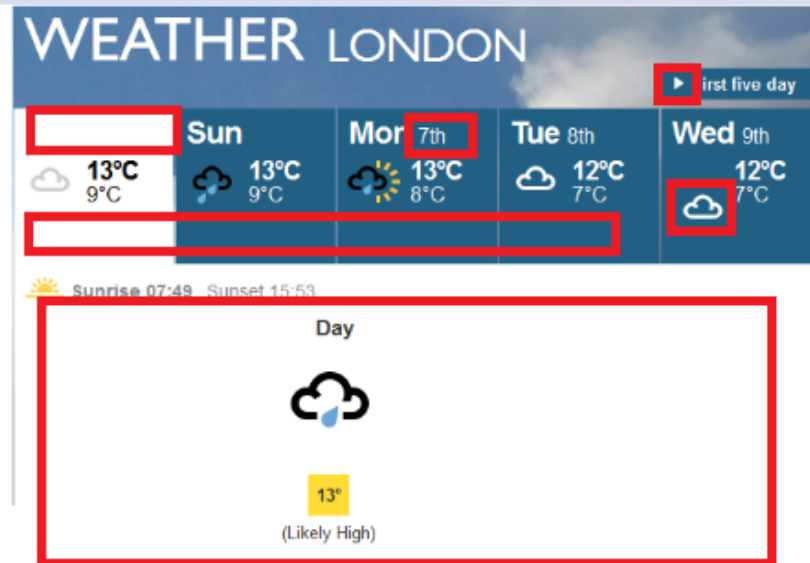 WEATHER LONDON
irst five day
Sun Mon 7th Tue 8th Wed 9th
13°C 13°C 13°C 12°C 12°C
9°C 9°C 8°C 7°C 7°C
Sunrise 07:49 Sunset 15:53
Day
13°
(Likely High)